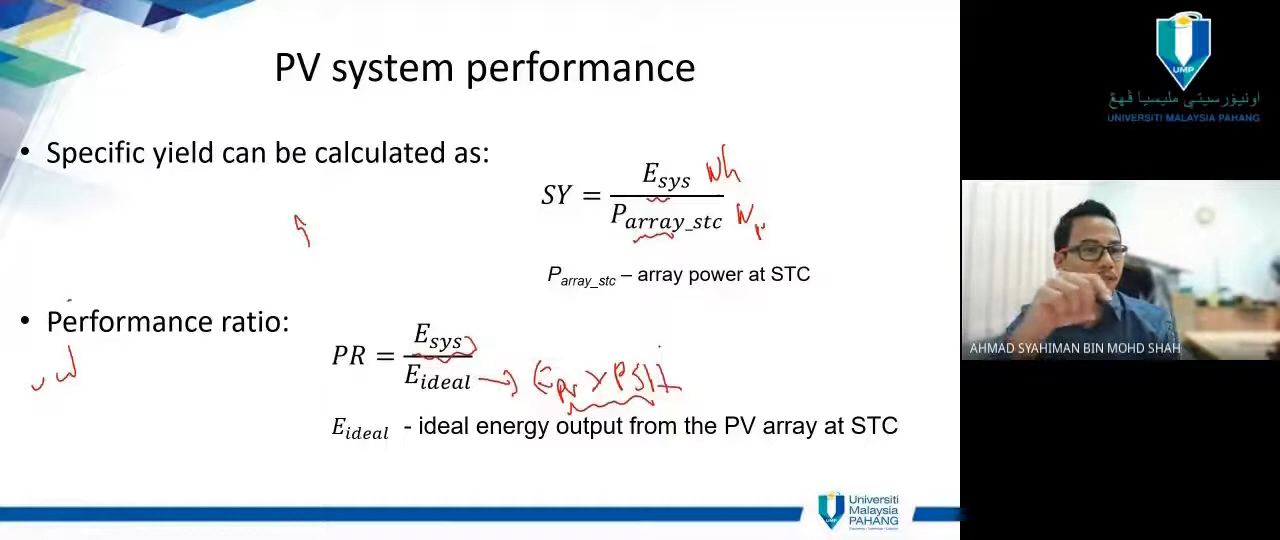 PV system performance
• Specific yield can be calculated as:
SY = E_sys / P_array_stc
Wh
W_p
P_array_stc – array power at STC
• Performance ratio:
PR = E_sys / E_ideal
E_ideal - ideal energy output from the PV array at STC
Universiti
Malaysia
PAHANG
UMP
اونيۏرسيتي مليسيا ڤهڠ
UNIVERSITI MALAYSIA PAHANG
AHMAD SYAHIMAN BIN MOHD SHAH